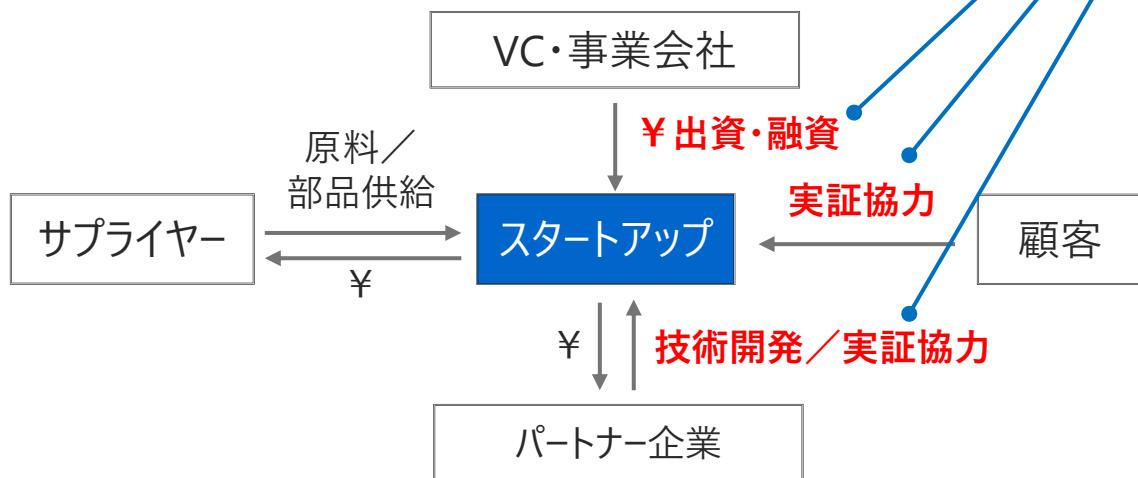 VC・事業会社
¥ 出資・融資
原料／
部品供給
実証協力
サプライヤー
スタートアップ
顧客
¥
¥
技術開発／実証協力
パートナー企業